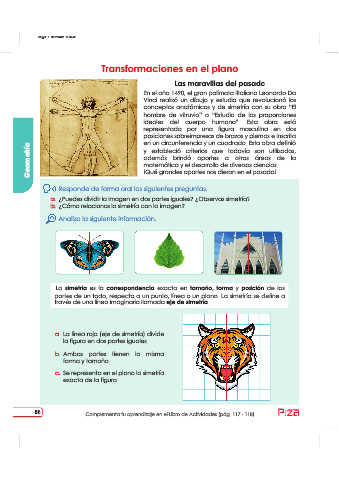 Transformaciones en el plano
Las maravillas del pasado
En el año 1490, el gran polímata italiano Leonardo Da
Vinci realizó un dibujo y estudio que revolucionó los
conceptos anatómicos y de simetría con su obra "El
hombre de vitruvio" o "Estudio de las proporciones
ideales del cuerpo humano". Esta obra está
representada por una figura masculina en dos
posiciones sobreimpresas de brazos y piernas e inscrita
en un circunferencia y un cuadrado. Esta obra definió
y estableció criterios que todavía son utilizados,
además brindó aportes a otras áreas de la
matemática y el desarrollo de diversas ciencias.
¡Qué grandes aportes nos dieron en el pasado!
Geometría
Responde de forma oral las siguientes preguntas.
a. ¿Puedes dividir la imagen en dos partes iguales? ¿Observas simetría?
b. ¿Cómo relacionas la simetría con la imagen?
Analiza la siguiente información.
La simetría es la correspondencia exacta en tamaño, forma y posición de las
partes de un todo, respecto a un punto, línea o un plano. La simetría se define a
través de una línea imaginaria llamada eje de simetría
a. La línea roja (eje de simetría) divide
la figura en dos partes iguales
b. Ambas partes tienen la misma
forma y tamaño
c. Se representa en el plano la simetría
exacta de la figura
86
Complementa tu aprendizaje en el Libro de Actividades (pág. 117 - 118)